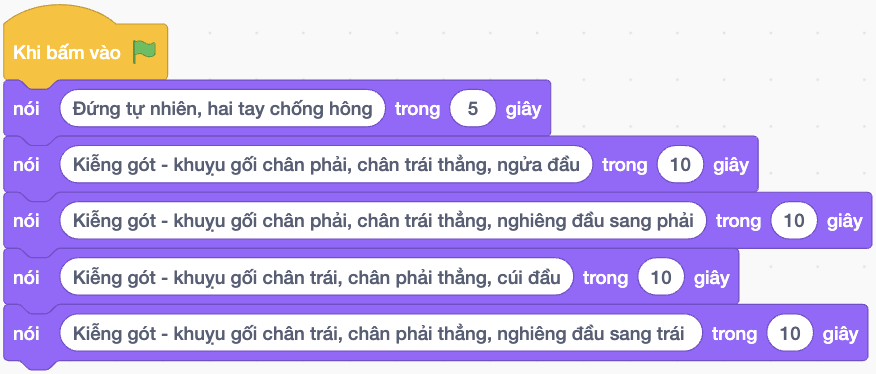 Khi bấm vào
nói Đứng tự nhiên, hai tay chống hông trong 5 giây
nói Kiễng gót - khuỵu gối chân phải, chân trái thẳng, ngửa đầu trong 10 giây
nói Kiễng gót - khuỵu gối chân phải, chân trái thẳng, nghiêng đầu sang phải trong 10 giây
nói Kiễng gót - khuỵu gối chân trái, chân phải thẳng, cúi đầu trong 10 giây
nói Kiễng gót - khuỵu gối chân trái, chân phải thẳng, nghiêng đầu sang trái trong 10 giây